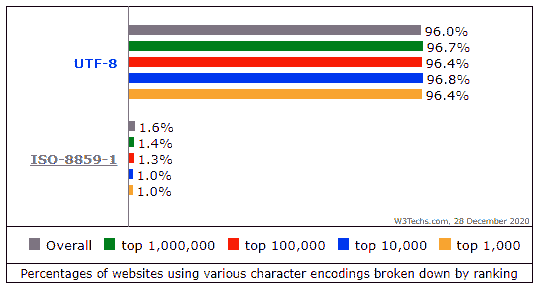 UTF-8
96.0%
96.7%
96.4%
96.8%
96.4%
ISO-8859-1
1.6%
1.4%
1.3%
1.0%
1.0%
W3Techs.com, 28 December 2020
Overall top 1,000,000 top 100,000 top 10,000 top 1,000
Percentages of websites using various character encodings broken down by ranking